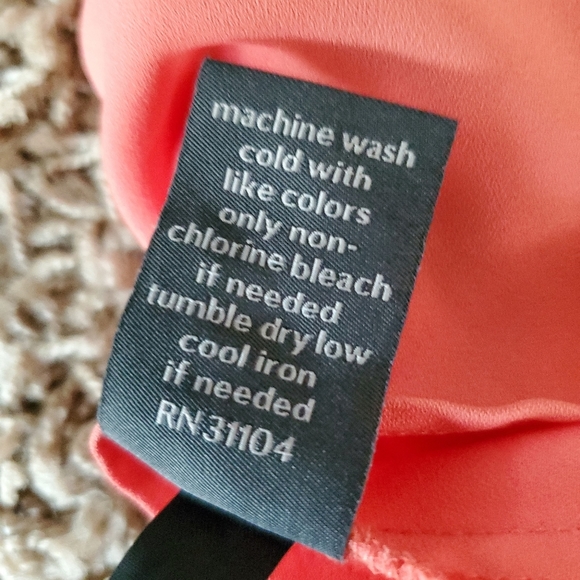 machine wash
cold with
like colors
only non-
chlorine bleach
if needed
tumble dry low
cool iron
if needed
RN 31104